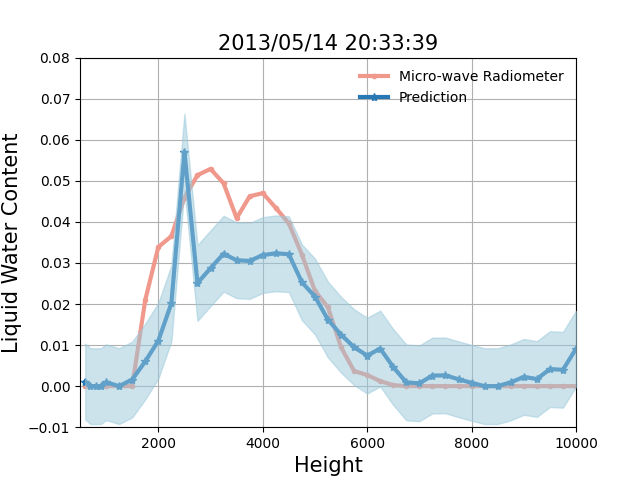 2013/05/14 20:33:39
Micro-wave Radiometer
Prediction
Liquid Water Content
0.08
0.07
0.06
0.05
0.04
0.03
0.02
0.01
0.00
−0.01
2000 4000 6000 8000 10000
Height